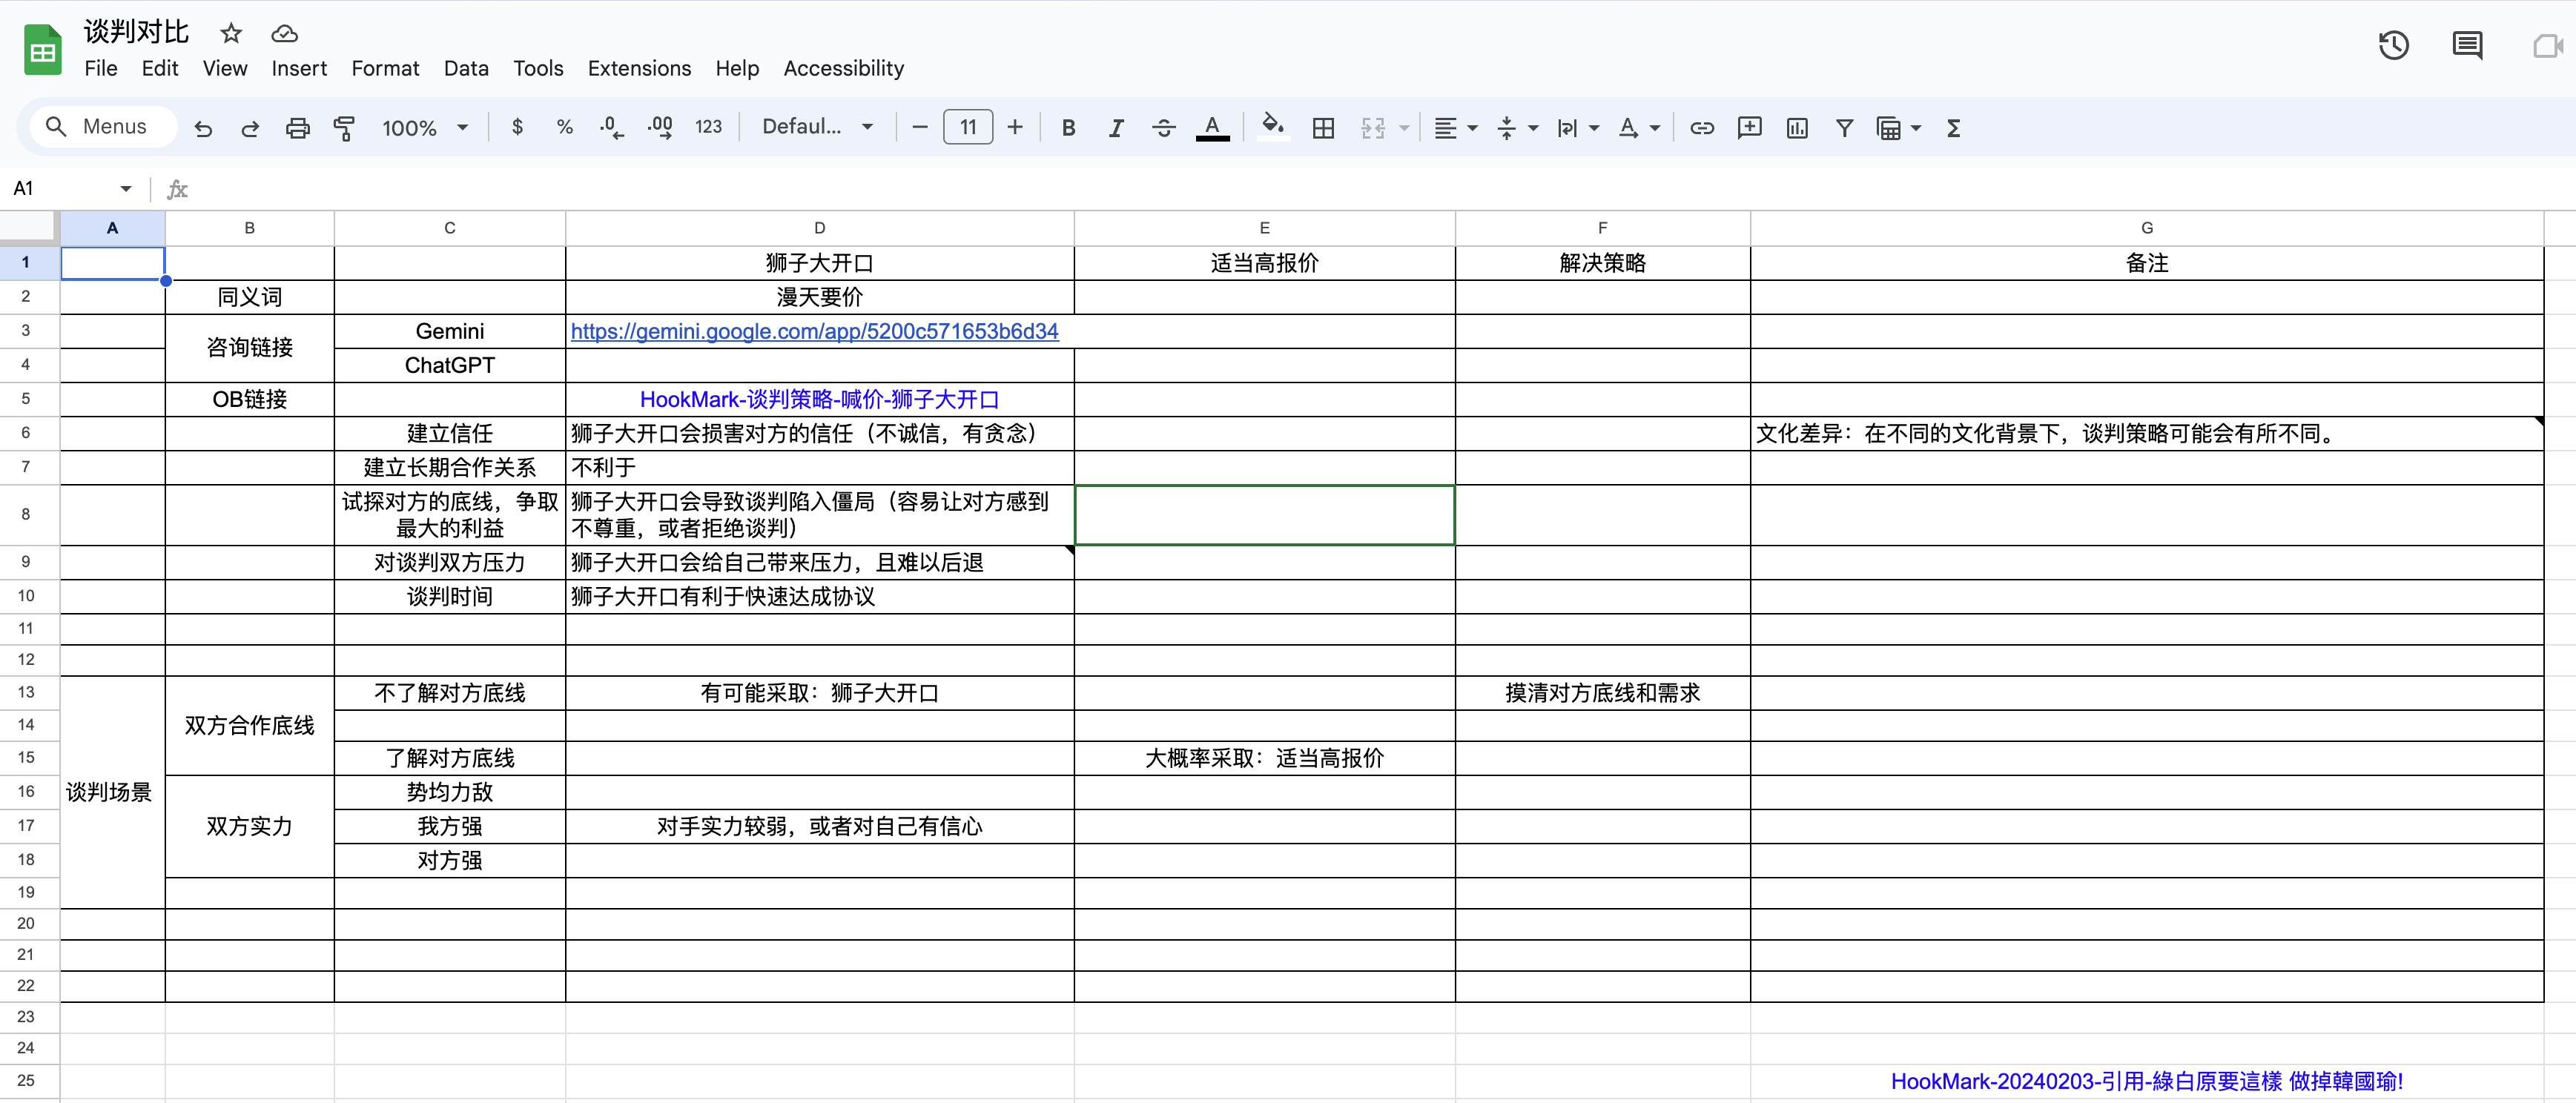 谈判对比
File Edit View Insert Format Data Tools Extensions Help Accessibility
Menus 100% $ % .0 .00 123 Defaul... 11 B I A A Σ
A1 fx
A B C D E F G
1 狮子大开口 适当高报价 解决策略 备注
2 同义词 漫天要价
咨询链接
3 Gemini https://gemini.google.com/app/5200c571653b6d34
4 ChatGPT
5 OB链接 HookMark-谈判策略-喊价-狮子大开口
6 建立信任 狮子大开口会损害对方的信任（不诚信，有贪念） 文化差异：在不同的文化背景下，谈判策略可能会有所不同。
7 建立长期合作关系 不利于
8 试探对方的底线，争取
最大的利益
狮子大开口会导致谈判陷入僵局（容易让对方感到
不尊重，或者拒绝谈判）
9 对谈判双方压力 狮子大开口会给自己带来压力，且难以后退
10 谈判时间 狮子大开口有利于快速达成协议
11
12
谈判场景
双方合作底线
13 不了解对方底线 有可能采取：狮子大开口 摸清对方底线和需求
14
15 了解对方底线 大概率采取：适当高报价
双方实力
16 势均力敌
17 我方强 对手实力较弱，或者对自己有信心
18 对方强
19
20
21
22
23
24
25 HookMark-20240203-引用-綠白原要這樣 做掉韓國瑜!